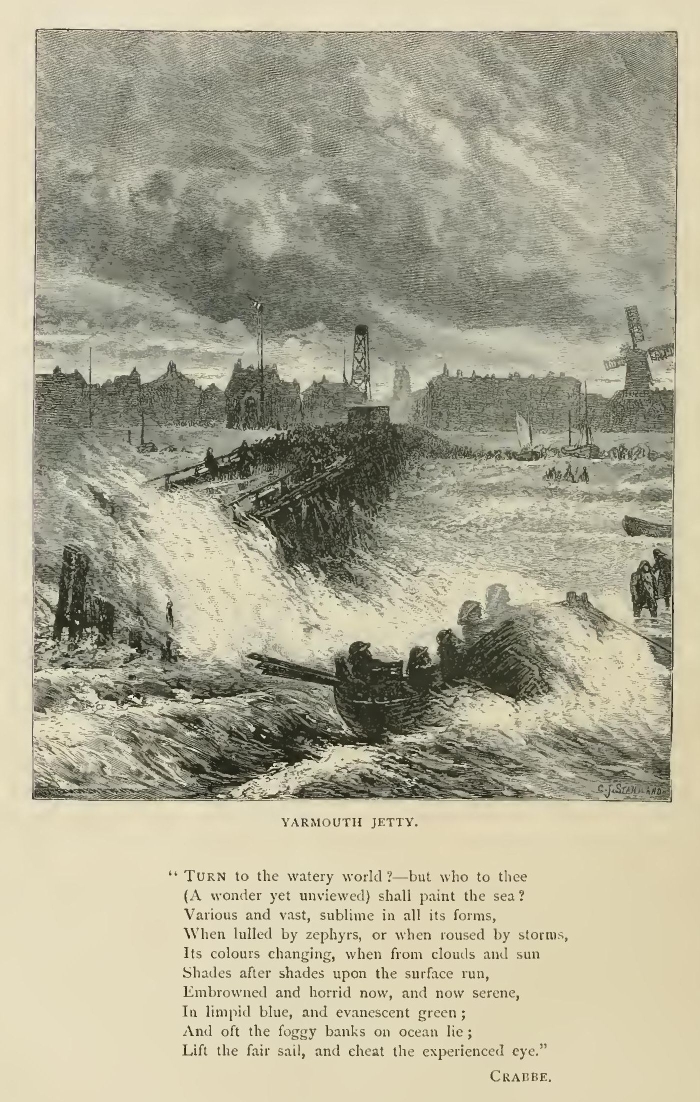 C. J. STANILAND
YARMOUTH JETTY.
“ TURN to the watery world ?—but who to thee
(A wonder yet unviewed) shall paint the sea ?
Various and vast, sublime in all its forms,
When lulled by zephyrs, or when roused by storms,
Its colours changing, when from clouds and sun
Shades after shades upon the surface run,
Embrowned and horrid now, and now serene,
In limpid blue, and evanescent green ;
And oft the foggy banks on ocean lie ;
Lift the fair sail, and cheat the experienced eye.”
CRABBE.